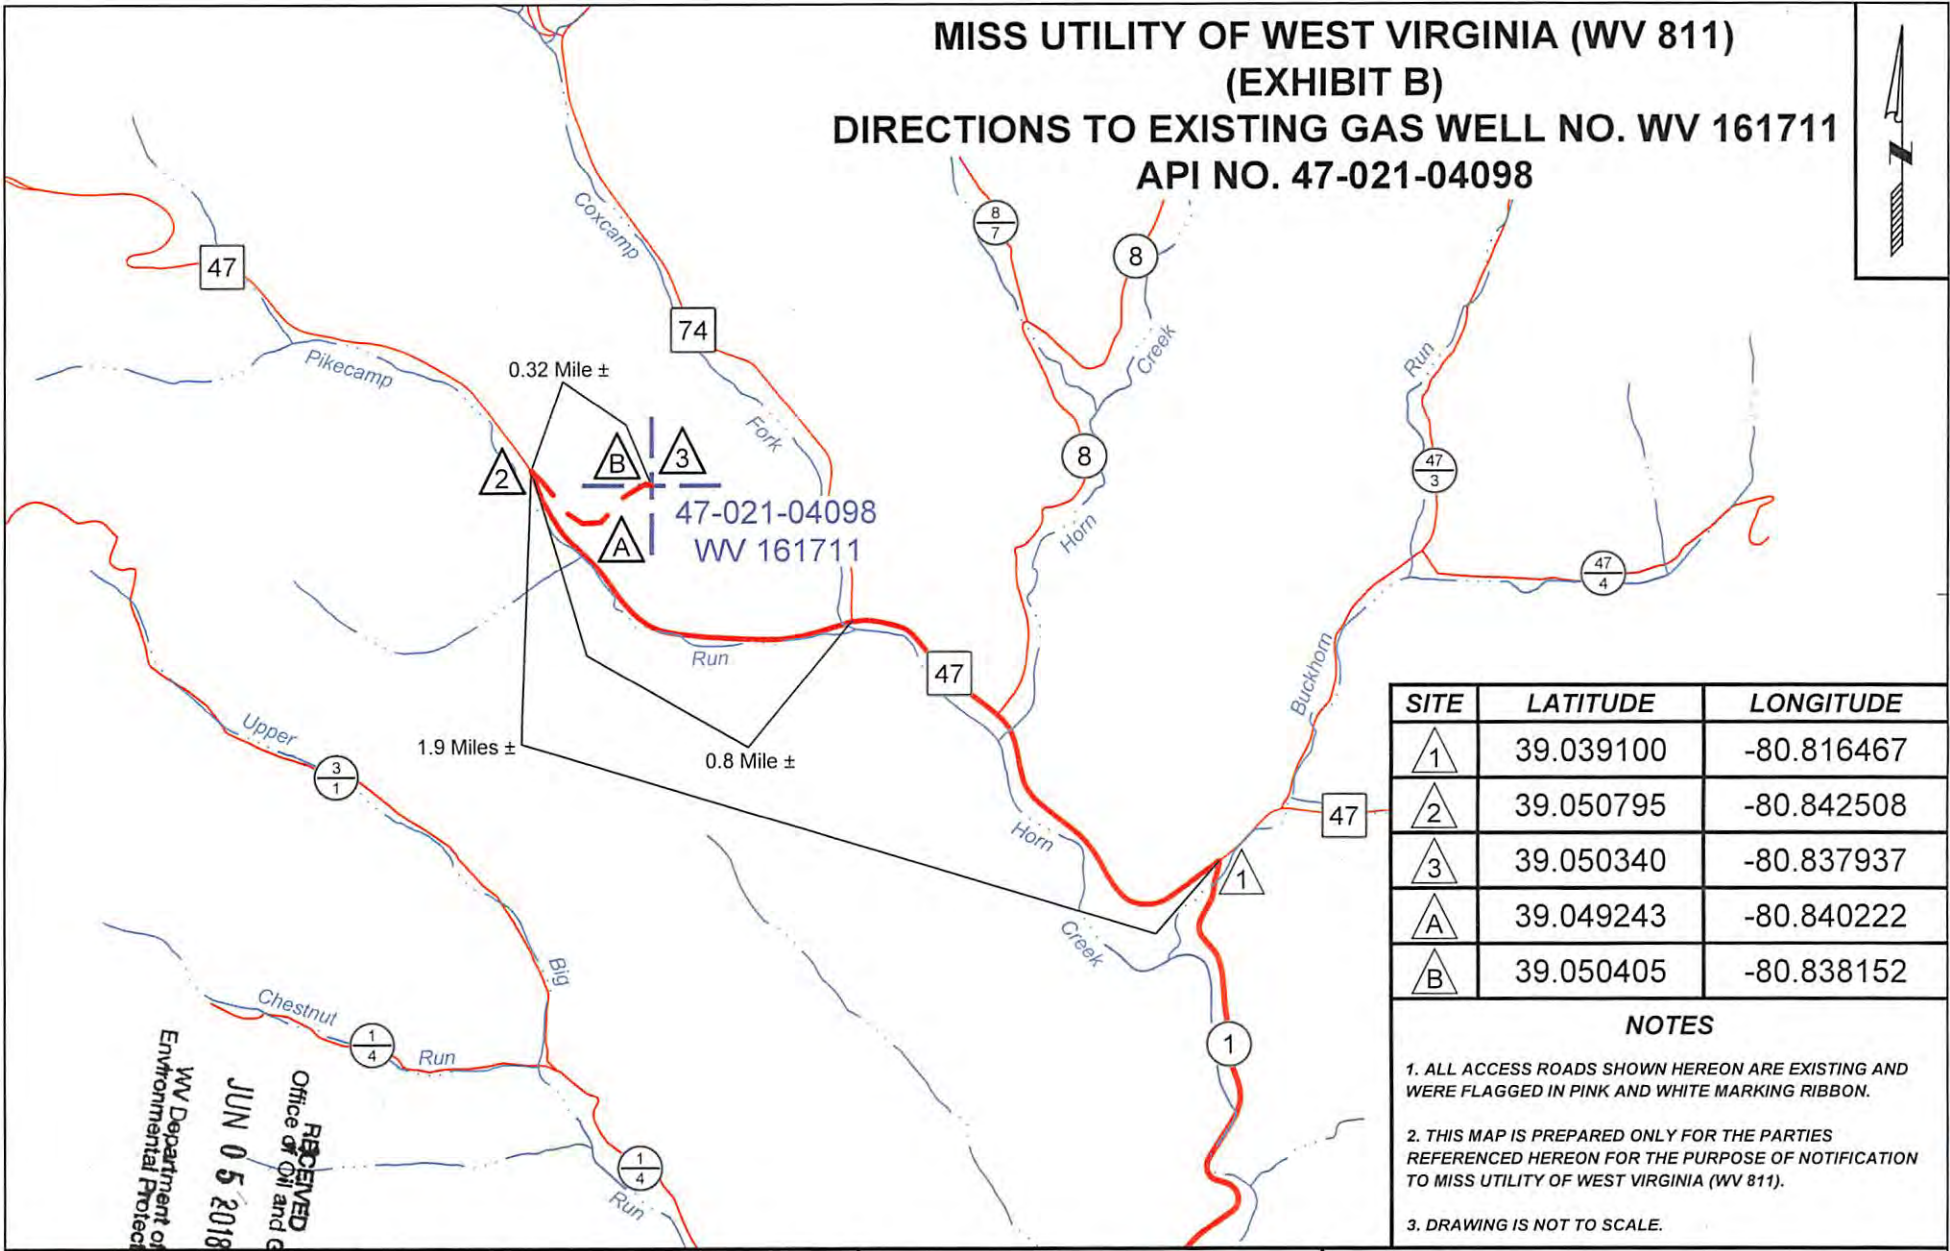 MISS UTILITY OF WEST VIRGINIA (WV 811)
(EXHIBIT B)
DIRECTIONS TO EXISTING GAS WELL NO. WV 161711
API NO. 47-021-04098
N
47
Pikecamp
Coxcamp
74
Fork
8
7
8
Creek
8
Horn
Run
47
3
47
4
Buckhorn
0.32 Mile ±
2
B
3
A
47-021-04098
WV 161711
Run
47
1.9 Miles ±
0.8 Mile ±
Horn
Creek
47
1
1
Upper
3
1
Big
Chestnut
1
4
Run
1
4
Run
SITE LATITUDE LONGITUDE
1 39.039100 -80.816467
2 39.050795 -80.842508
3 39.050340 -80.837937
A 39.049243 -80.840222
B 39.050405 -80.838152
NOTES
1. ALL ACCESS ROADS SHOWN HEREON ARE EXISTING AND
WERE FLAGGED IN PINK AND WHITE MARKING RIBBON.
2. THIS MAP IS PREPARED ONLY FOR THE PARTIES
REFERENCED HEREON FOR THE PURPOSE OF NOTIFICATION
TO MISS UTILITY OF WEST VIRGINIA (WV 811).
3. DRAWING IS NOT TO SCALE.
RECEIVED
Office of Oil and G
JUN 05 2018
WV Department of
Environmental Protect